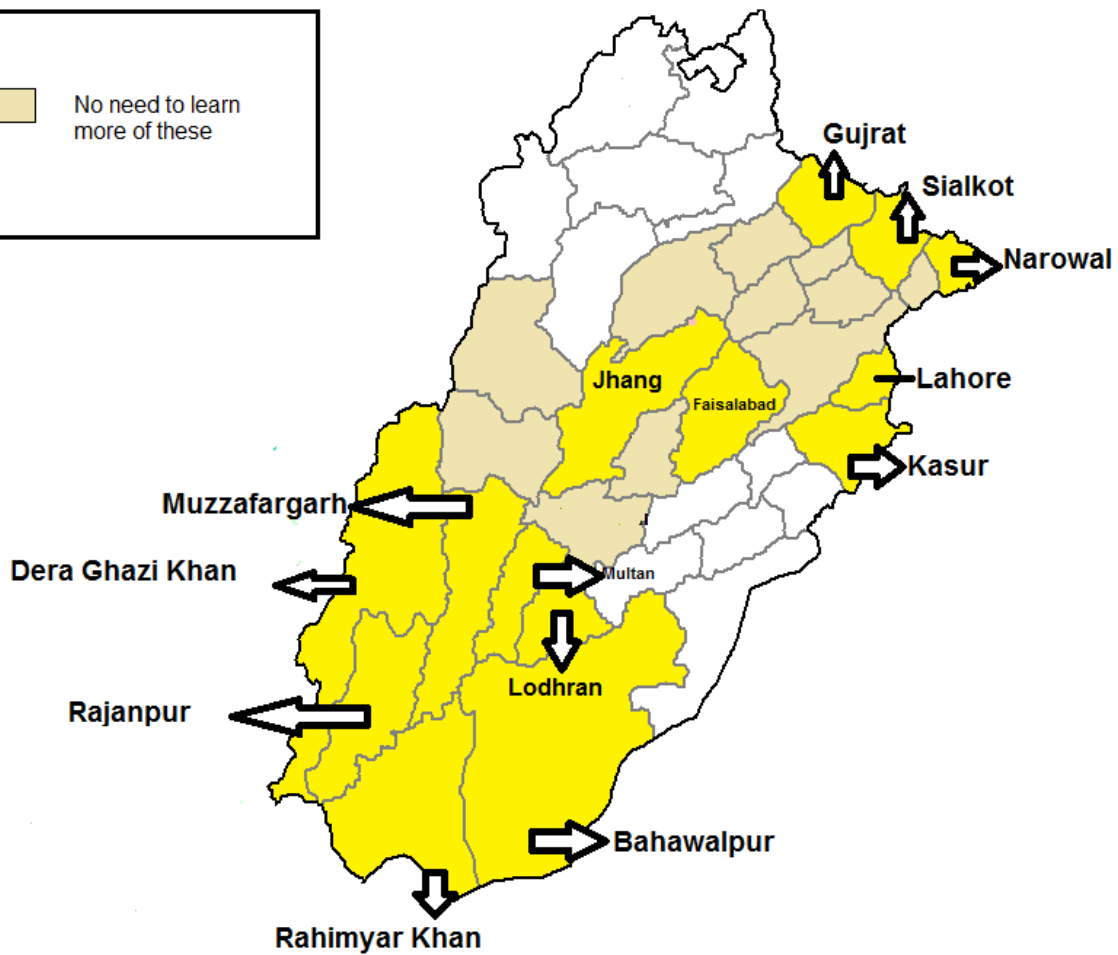 No need to learn
more of these
Gujrat
Sialkot
Narowal
Jhang
Lahore
Faisalabad
Kasur
Muzzafargarh
Dera Ghazi Khan
Multan
Lodhran
Rajanpur
Bahawalpur
Rahimyar Khan